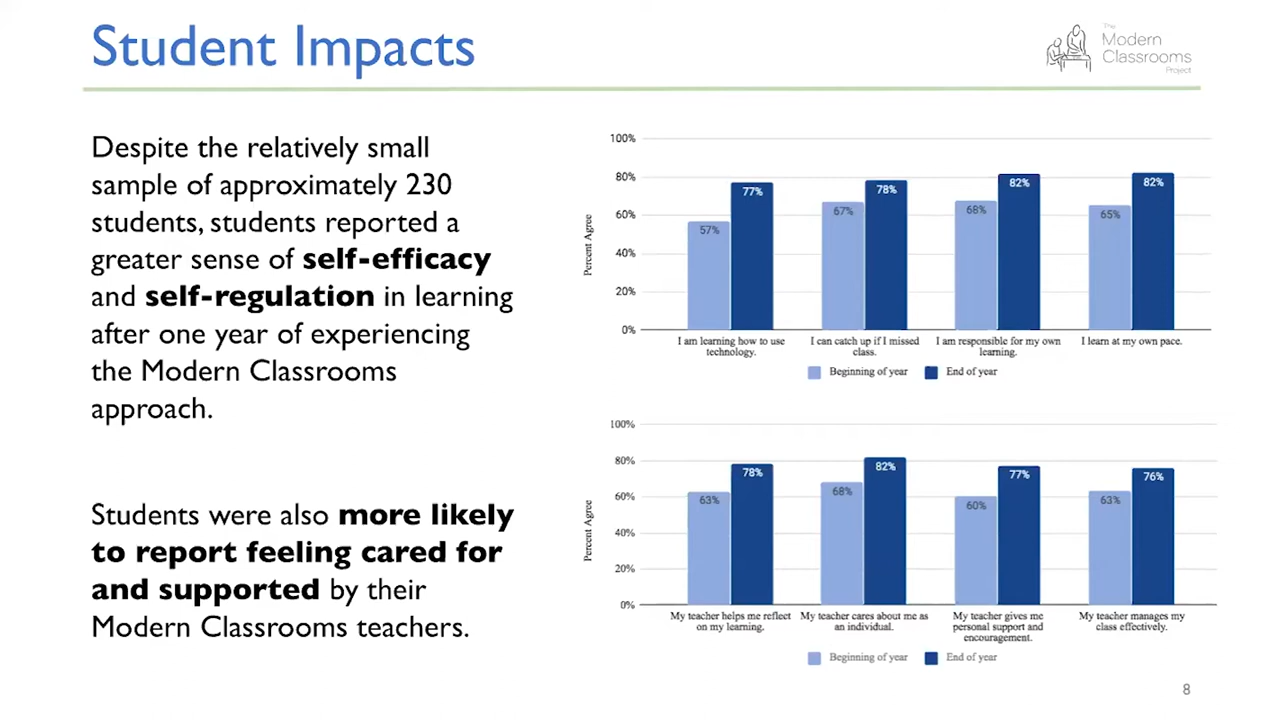 Student Impacts
The
Modern
Classrooms
Project
Despite the relatively small
sample of approximately 230
students, students reported a
greater sense of self-efficacy
and self-regulation in learning
after one year of experiencing
the Modern Classrooms
approach.
Students were also more likely
to report feeling cared for
and supported by their
Modern Classrooms teachers.
Percent Agree
100%
80%
60%
40%
20%
0%
57%
77%
67%
78%
68%
82%
65%
82%
I am learning how to use
technology.
I can catch up if I missed
class.
I am responsible for my own
learning.
I learn at my own pace.
Beginning of year
End of year
Percent Agree
100%
80%
60%
40%
20%
0%
63%
78%
68%
82%
60%
77%
63%
76%
My teacher helps me reflect
on my learning.
My teacher cares about me as
an individual.
My teacher gives me
personal support and
encouragement.
My teacher manages my
class effectively.
Beginning of year
End of year
8